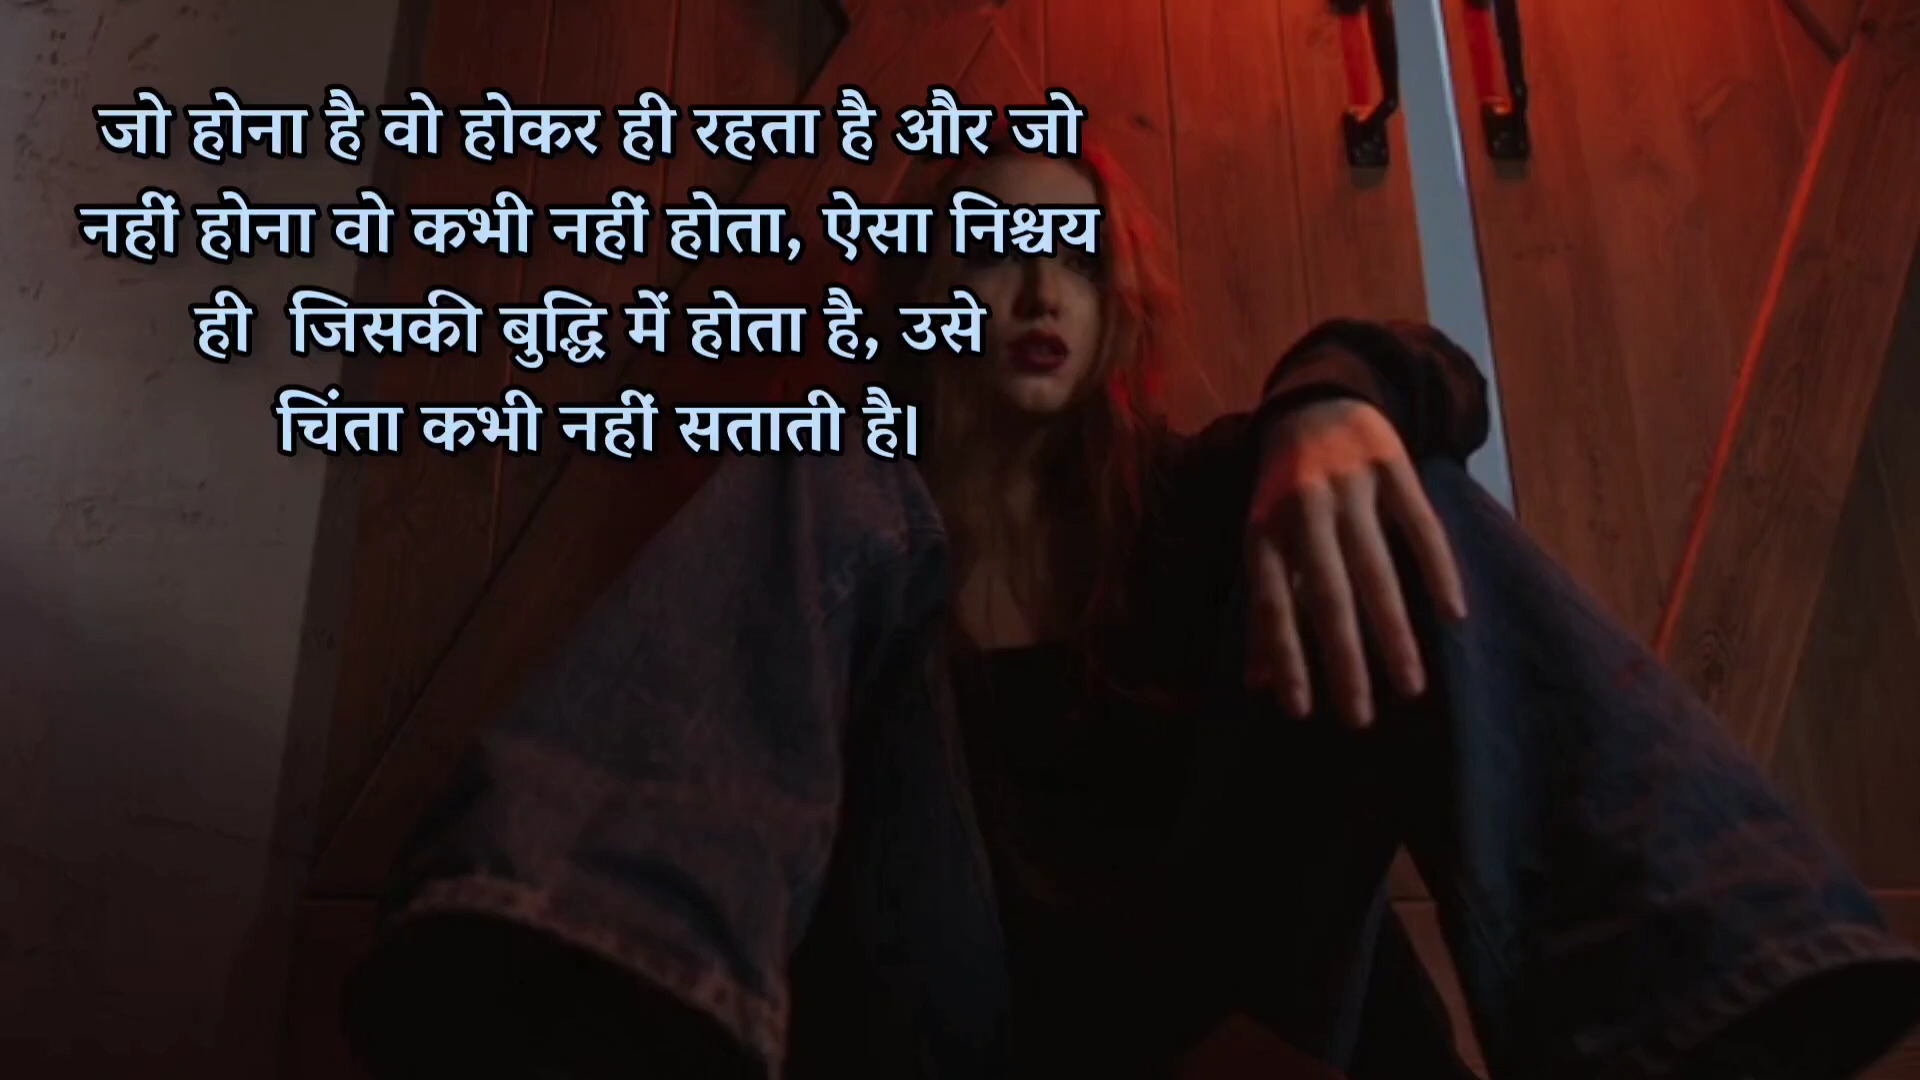 जो होना है वो होकर ही रहता है और जो
नहीं होना वो कभी नहीं होता, ऐसा निश्चय
ही  जिसकी बुद्धि में होता है, उसे
चिंता कभी नहीं सताती है।